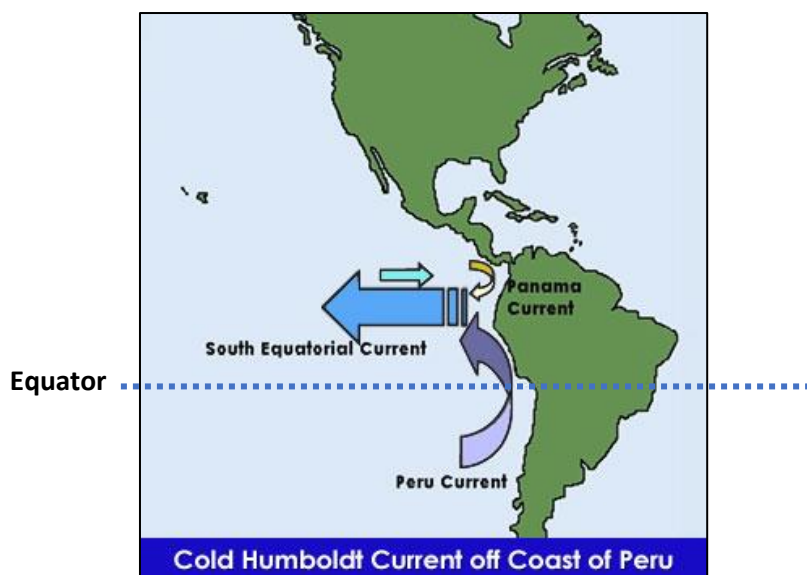 Panama
Current
South Equatorial Current
Equator
Peru Current
Cold Humboldt Current off Coast of Peru